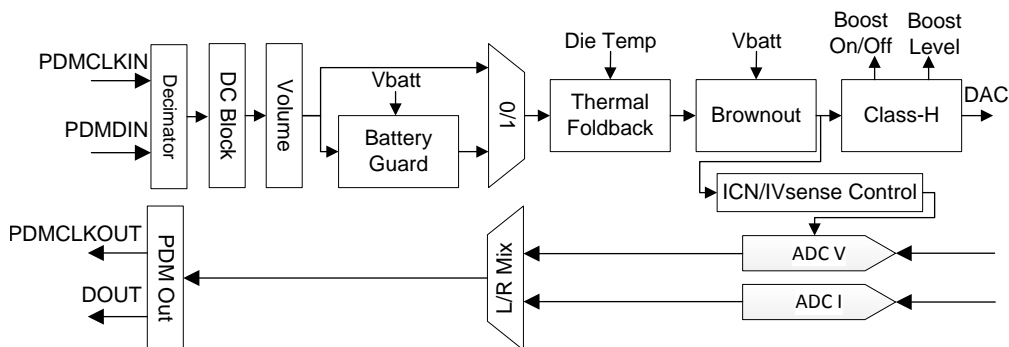 Boost
On/Off
Boost
Level
Die Temp
Vbatt
PDMCLKIN
PDMDIN
Decimator
DC Block
Volume
Vbatt
Battery
Guard
0/1
Thermal
Foldback
Brownout
Class-H
DAC
ICN/IVsense Control
PDMCLKOUT
DOUT
PDM Out
L/R Mix
ADC V
ADC I